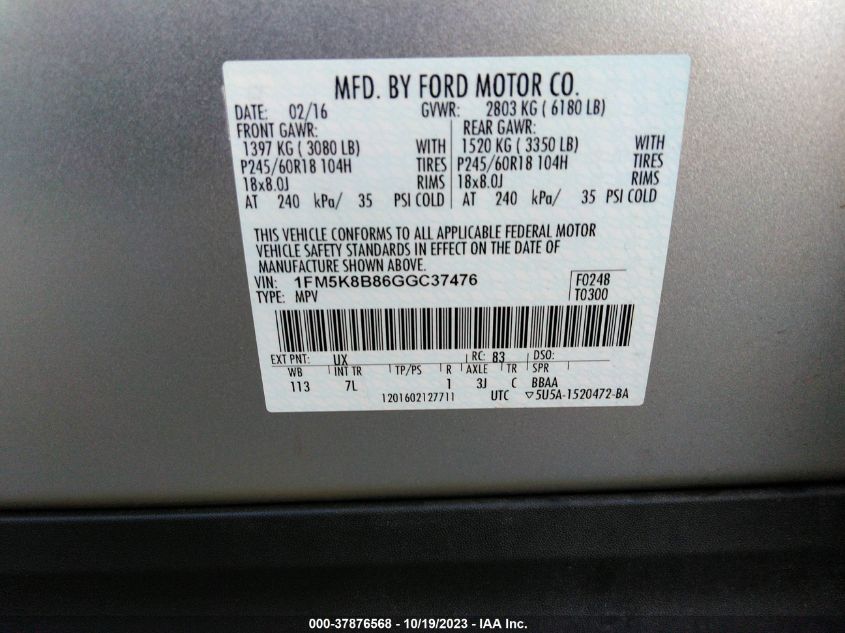 MFD. BY FORD MOTOR CO.
DATE: 02/16 GVWR: 2803 KG ( 6180 LB)
FRONT GAWR: REAR GAWR:
1397 KG ( 3080 LB) WITH 1520 KG ( 3350 LB) WITH
P245/60R18 104H TIRES P245/60R18 104H TIRES
18x8.0J RIMS 18x8.0J RIMS
AT 240 kPa/ 35 PSI COLD AT 240 kPa/ 35 PSI COLD
THIS VEHICLE CONFORMS TO ALL APPLICABLE FEDERAL MOTOR
VEHICLE SAFETY STANDARDS IN EFFECT ON THE DATE OF
MANUFACTURE SHOWN ABOVE.
VIN: 1FM5K8B86GGC37476 F0248
TYPE: MPV T0300
EXT PNT: UX RC: 83 DSO:
WB INT TR TP/PS R AXLE TR SPR
113 7L 1 3J C BBAA
1201602127711 UTC ▽5U5A-1520472-BA
000-37876568 - 10/19/2023 - IAA Inc.